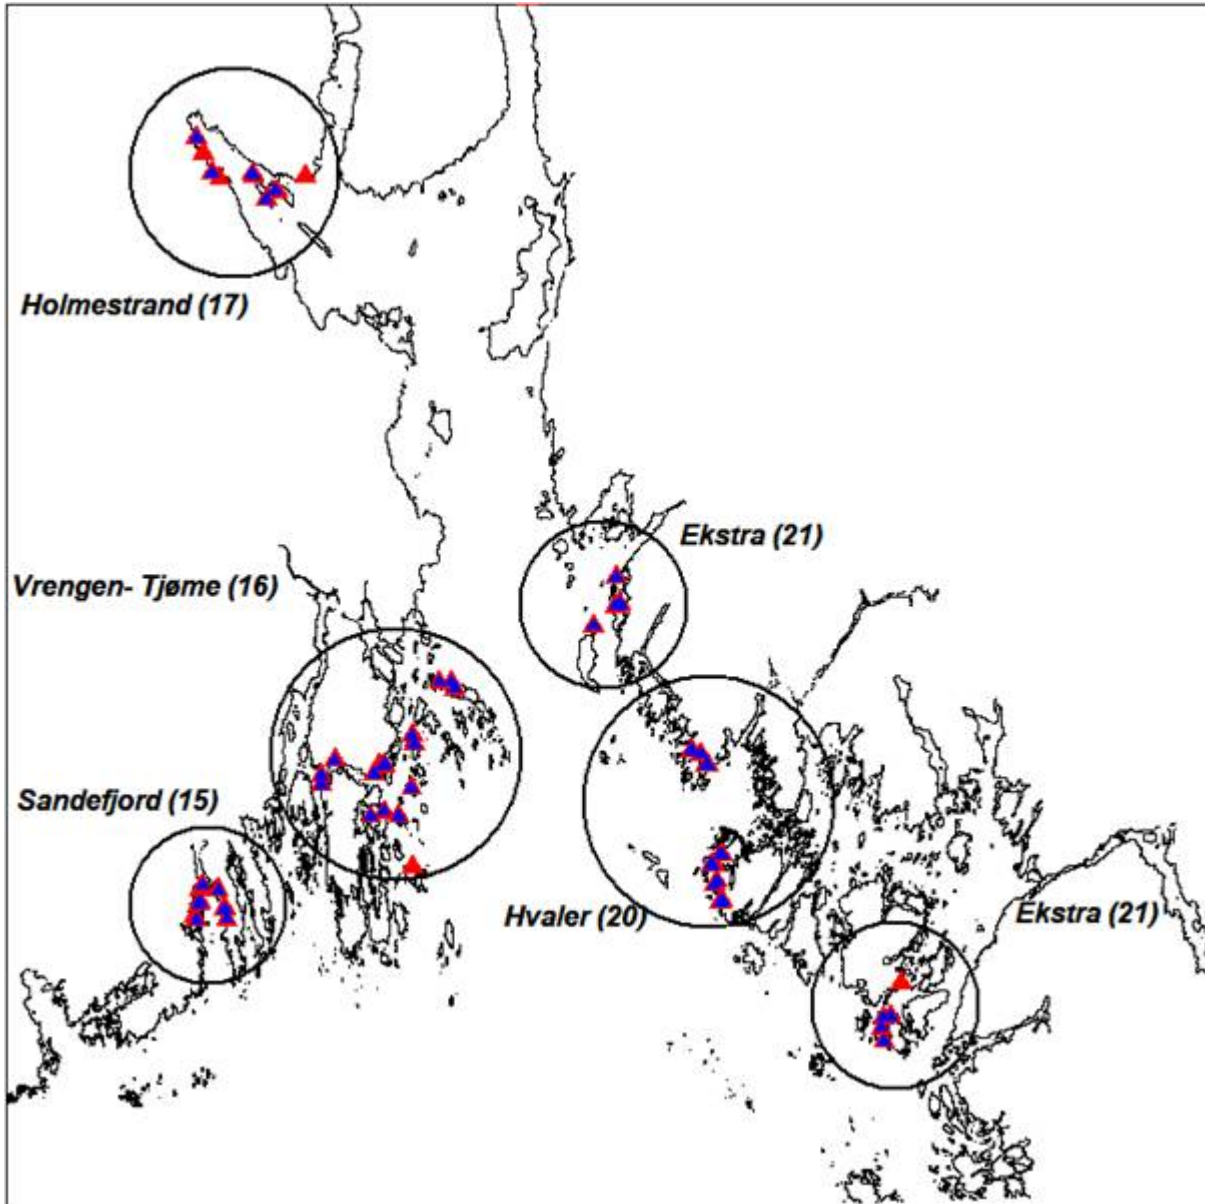 Holmestrand (17)
Ekstra (21)
Vrengen- Tjøme (16)
Sandefjord (15)
Hvaler (20)
Ekstra (21)